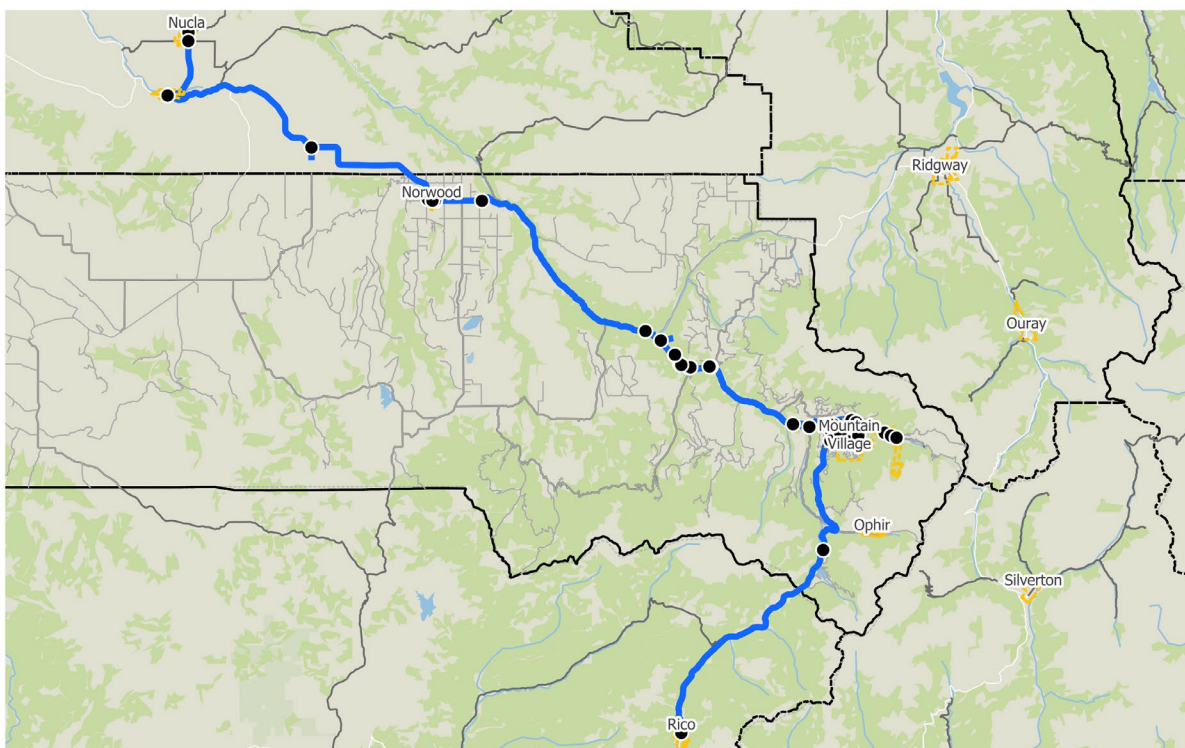 Nucla
Ridgway
Norwood
Ouray
Mountain
Village
Ophir
Silverton
Rico